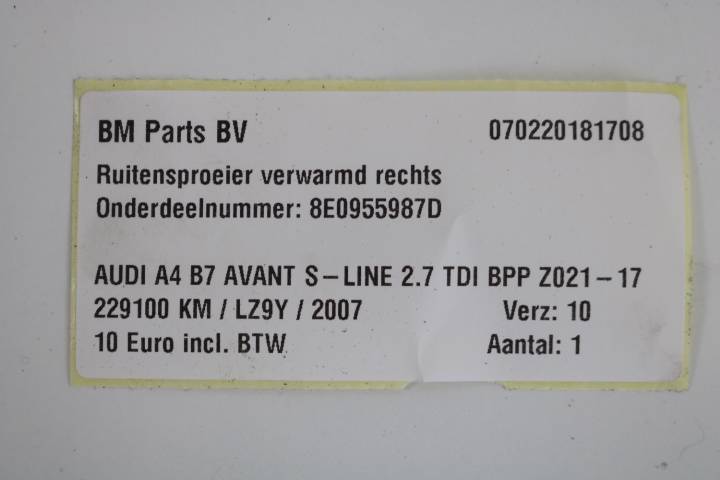 BM Parts BV 070220181708
Ruitensproeier verwarmd rechts
Onderdeelnummer: 8E0955987D
AUDI A4 B7 AVANT S-LINE 2.7 TDI BPP Z021-17
229100 KM / LZ9Y / 2007 Verz: 10
10 Euro incl. BTW Aantal: 1